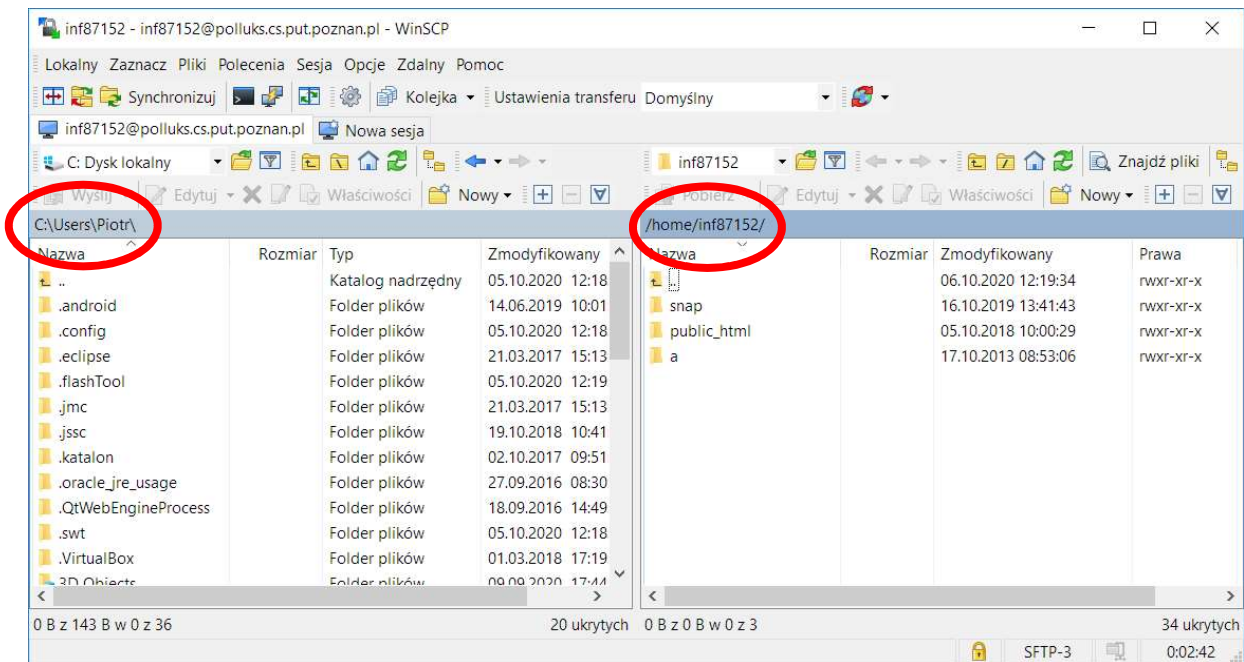 inf87152 - inf87152@polluks.cs.put.poznan.pl - WinSCP
Lokalny Zaznacz Pliki Polecenia Sesja Opcje Zdalny Pomoc
Synchronizuj Kolejka Ustawienia transferu Domyślny
inf87152@polluks.cs.put.poznan.pl Nowa sesja
C: Dysk lokalny inf87152 Znajdź pliki
Wyślij Edytuj Właściwości Nowy Pobierz Edytuj Właściwości Nowy
C:\Users\Piotr\ /home/inf87152/
Nazwa Rozmiar Typ Zmodyfikowany Nazwa Rozmiar Zmodyfikowany Prawa
.. Katalog nadrzędny 05.10.2020 12:18 .. 06.10.2020 12:19:34 rwxr-xr-x
.android Folder plików 14.06.2019 10:01 snap 16.10.2019 13:41:43 rwxr-xr-x
.config Folder plików 05.10.2020 12:18 public_html 05.10.2018 10:00:29 rwxr-xr-x
.eclipse Folder plików 21.03.2017 15:13 a 17.10.2013 08:53:06 rwxr-xr-x
.flashTool Folder plików 05.10.2020 12:19
.jmc Folder plików 21.03.2017 15:13
.jssc Folder plików 19.10.2018 10:41
.katalon Folder plików 02.10.2017 09:51
.oracle_jre_usage Folder plików 27.09.2016 08:30
.QtWebEngineProcess Folder plików 18.09.2016 14:49
.swt Folder plików 05.10.2020 12:18
.VirtualBox Folder plików 01.03.2018 17:19
3D Objects Folder plików 09.09.2020 17:44
0 B z 143 B w 0 z 36 20 ukrytych 0 B z 0 B w 0 z 3 34 ukrytych
SFTP-3 0:02:42